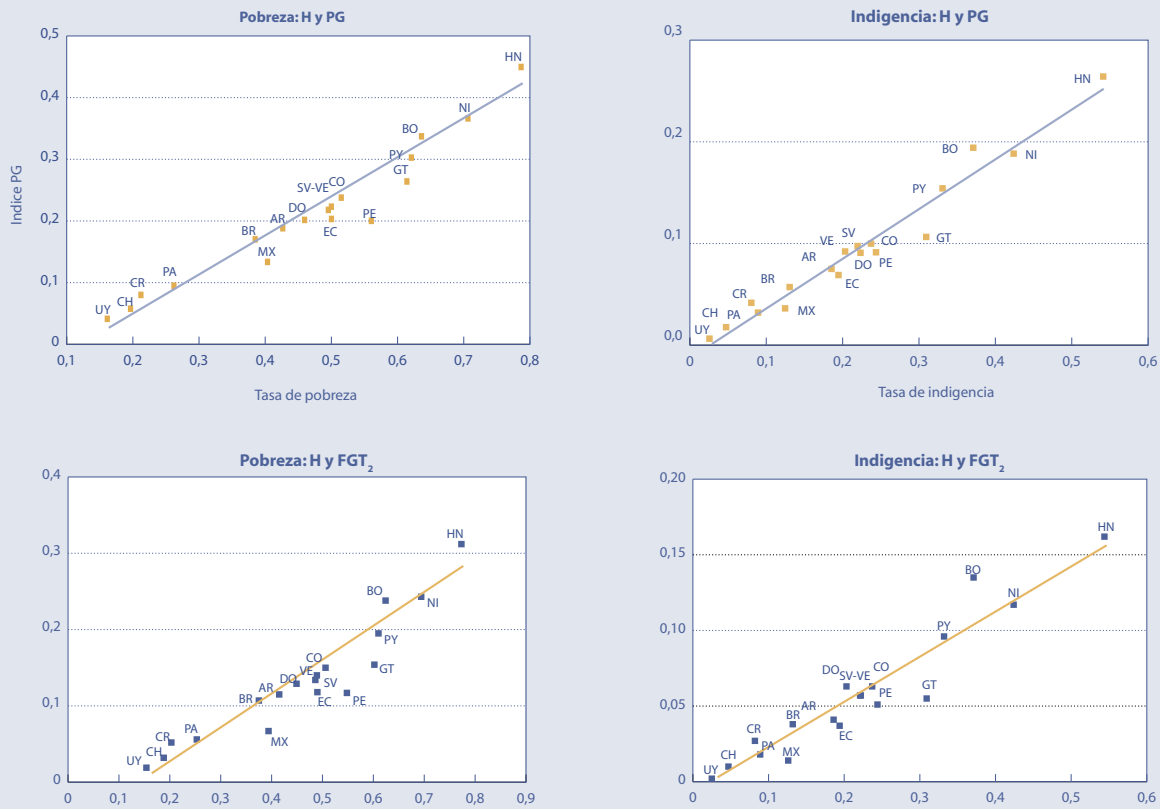 Pobreza: H y PG
0,5
0,4
0,3
0,2
0,1
0
Indice PG
HN
NI
BO
PY
GT
CO
SV-VE
PE
DO
EC
AR
BR
MX
PA
CR
CH
UY
0,1 0,2 0,3 0,4 0,5 0,6 0,7 0,8
Tasa de pobreza
Indigencia: H y PG
0,3
0,2
0,1
0,0
HN
BO
NI
PY
GT
SV
VE
CO
DO
PE
AR
EC
BR
MX
CR
CH
PA
UY
0 0,1 0,2 0,3 0,4 0,5 0,6
Tasa de indigencia
Pobreza: H y FGT2
0,4
0,3
0,2
0,1
0
HN
BO
NI
PY
GT
CO
VE
SV
DO
EC
PE
AR
BR
MX
PA
CR
CH
UY
0 0,1 0,2 0,3 0,4 0,5 0,6 0,7 0,8 0,9
Indigencia: H y FGT2
0,20
0,15
0,10
0,05
0
HN
BO
NI
PY
CO
DO
SV-VE
PE
GT
AR
BR
EC
CR
PA
MX
CH
UY
0 0,1 0,2 0,3 0,4 0,5 0,6